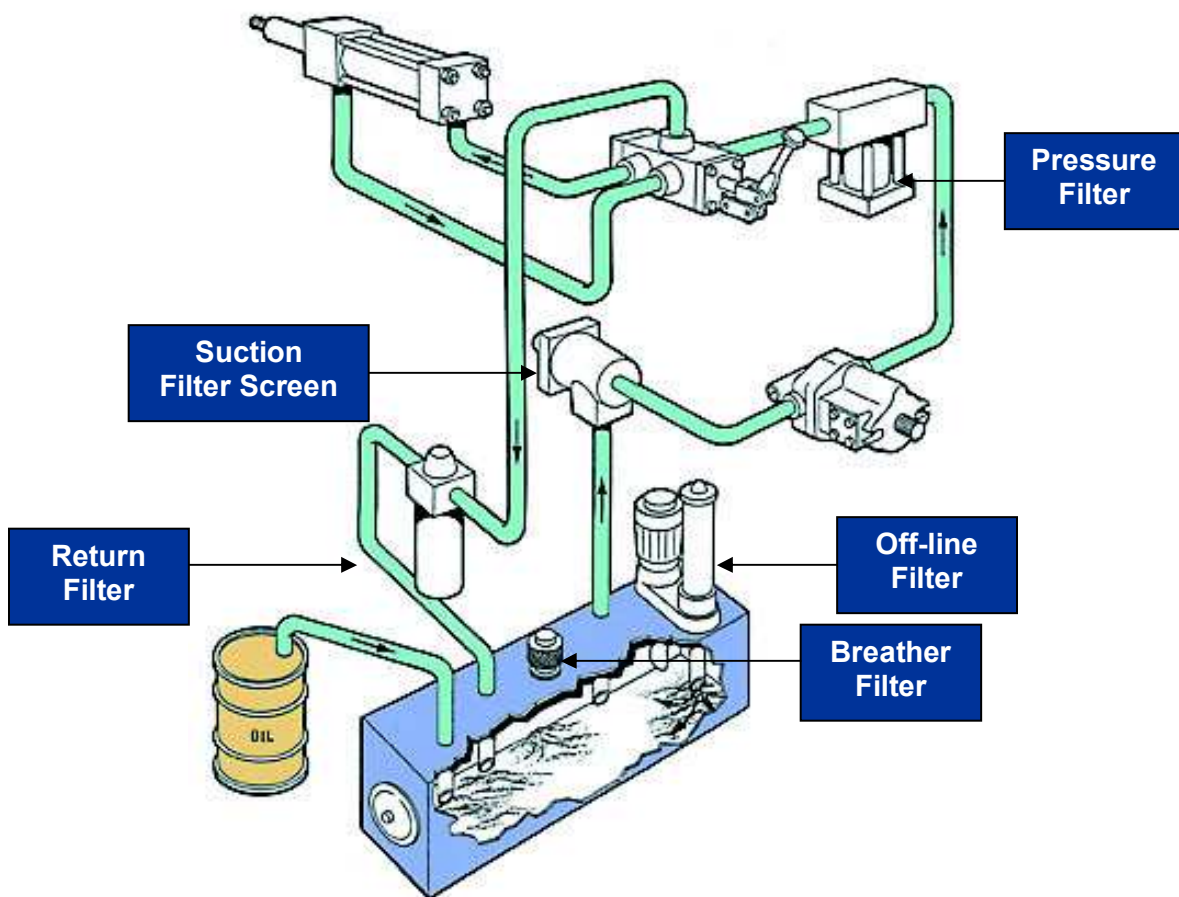 Pressure
Filter
Suction
Filter Screen
Return
Filter
Off-line
Filter
Breather
Filter
OIL